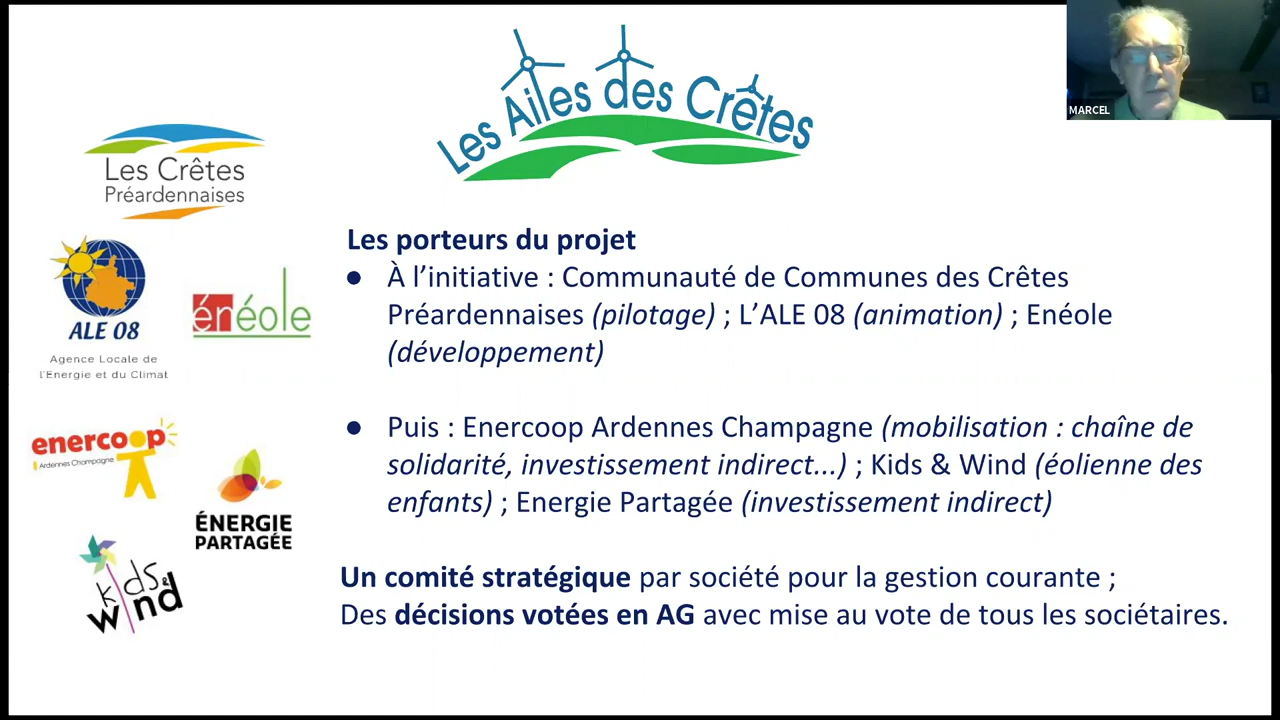 Les Ailes des Crêtes
MARCEL
Les Crêtes
Préardennaises
ALE 08
Agence Locale de
l'Energie et du Climat
énéole
enercoop
Ardennes Champagne
ÉNERGIE
PARTAGÉE
kids &
wind
Les porteurs du projet
● À l'initiative : Communauté de Communes des Crêtes
Préardennaises (pilotage) ; L'ALE 08 (animation) ; Enéole
(développement)
● Puis : Enercoop Ardennes Champagne (mobilisation : chaîne de
solidarité, investissement indirect...) ; Kids & Wind (éolienne des
enfants) ; Energie Partagée (investissement indirect)
Un comité stratégique par société pour la gestion courante ;
Des décisions votées en AG avec mise au vote de tous les sociétaires.